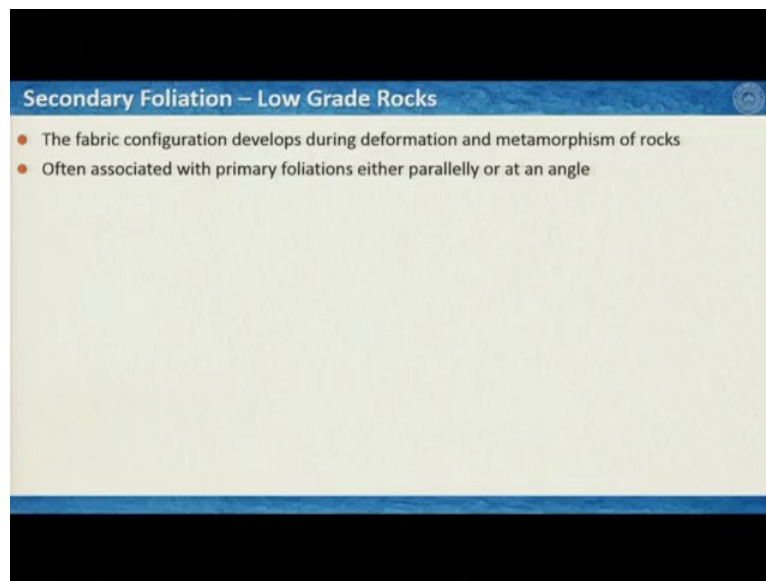 Secondary Foliation – Low Grade Rocks
The fabric configuration develops during deformation and metamorphism of rocks
Often associated with primary foliations either parallelly or at an angle